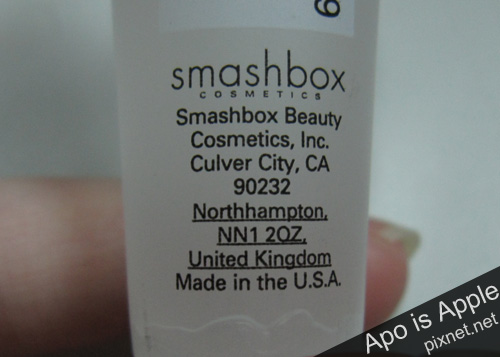 6
smashbox
COSMETICS
Smashbox Beauty
Cosmetics, Inc.
Culver City, CA
90232
Northhampton,
NN1 2QZ,
United Kingdom
Made in the U.S.A.
Apo is Apple
pixnet.net